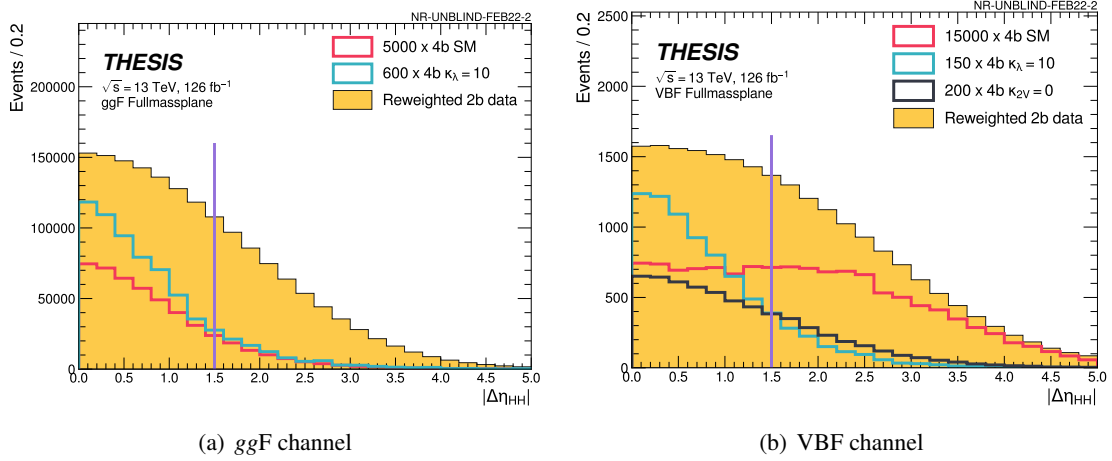 NR-UNBLIND-FEB22-2
Events / 0.2
200000
150000
100000
50000
0
THESIS
√s = 13 TeV, 126 fb⁻¹
ggF Fullmassplane
5000 x 4b SM
600 x 4b κλ = 10
Reweighted 2b data
0.0 0.5 1.0 1.5 2.0 2.5 3.0 3.5 4.0 4.5 5.0
|Δη_HH|
(a) ggF channel
NR-UNBLIND-FEB22-2
Events / 0.2
2500
2000
1500
1000
500
0
THESIS
√s = 13 TeV, 126 fb⁻¹
VBF Fullmassplane
15000 x 4b SM
150 x 4b κλ = 10
200 x 4b κ2V = 0
Reweighted 2b data
0.0 0.5 1.0 1.5 2.0 2.5 3.0 3.5 4.0 4.5 5.0
|Δη_HH|
(b) VBF channel